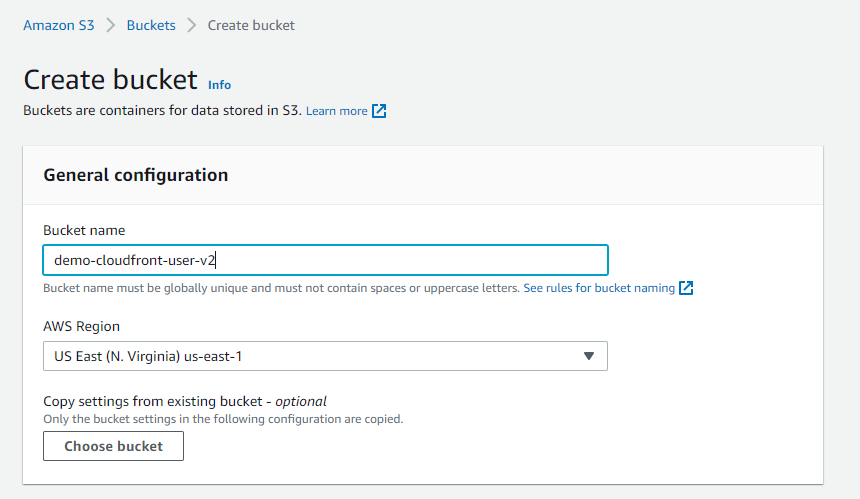 Amazon S3 > Buckets > Create bucket
Create bucket Info
Buckets are containers for data stored in S3. Learn more
General configuration
Bucket name
demo-cloudfront-user-v2
Bucket name must be globally unique and must not contain spaces or uppercase letters. See rules for bucket naming
AWS Region
US East (N. Virginia) us-east-1
Copy settings from existing bucket - optional
Only the bucket settings in the following configuration are copied.
Choose bucket